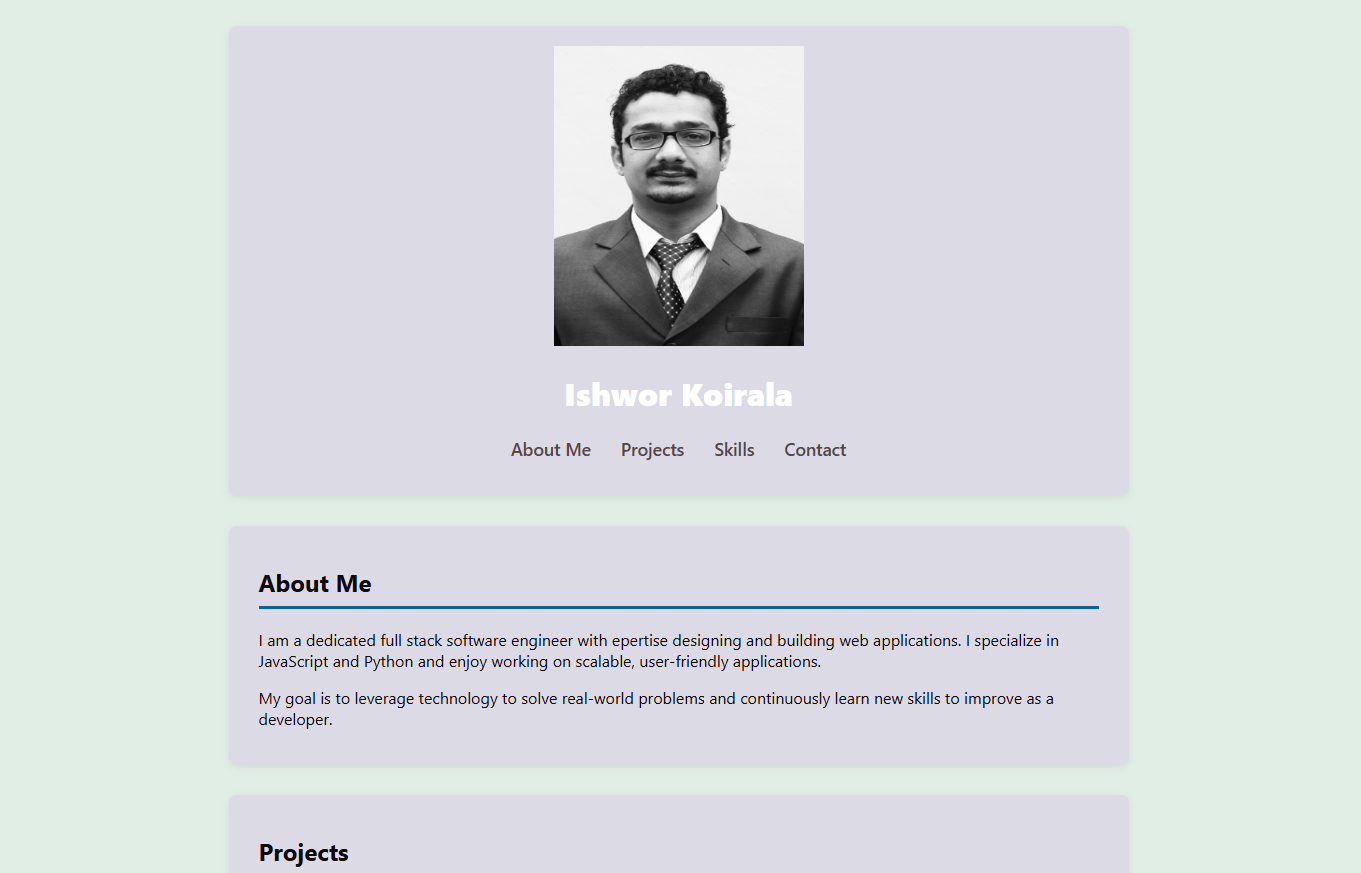 Ishwor Koirala
About Me Projects Skills Contact
About Me
I am a dedicated full stack software engineer with epertise designing and building web applications. I specialize in
JavaScript and Python and enjoy working on scalable, user-friendly applications.
My goal is to leverage technology to solve real-world problems and continuously learn new skills to improve as a
developer.
Projects